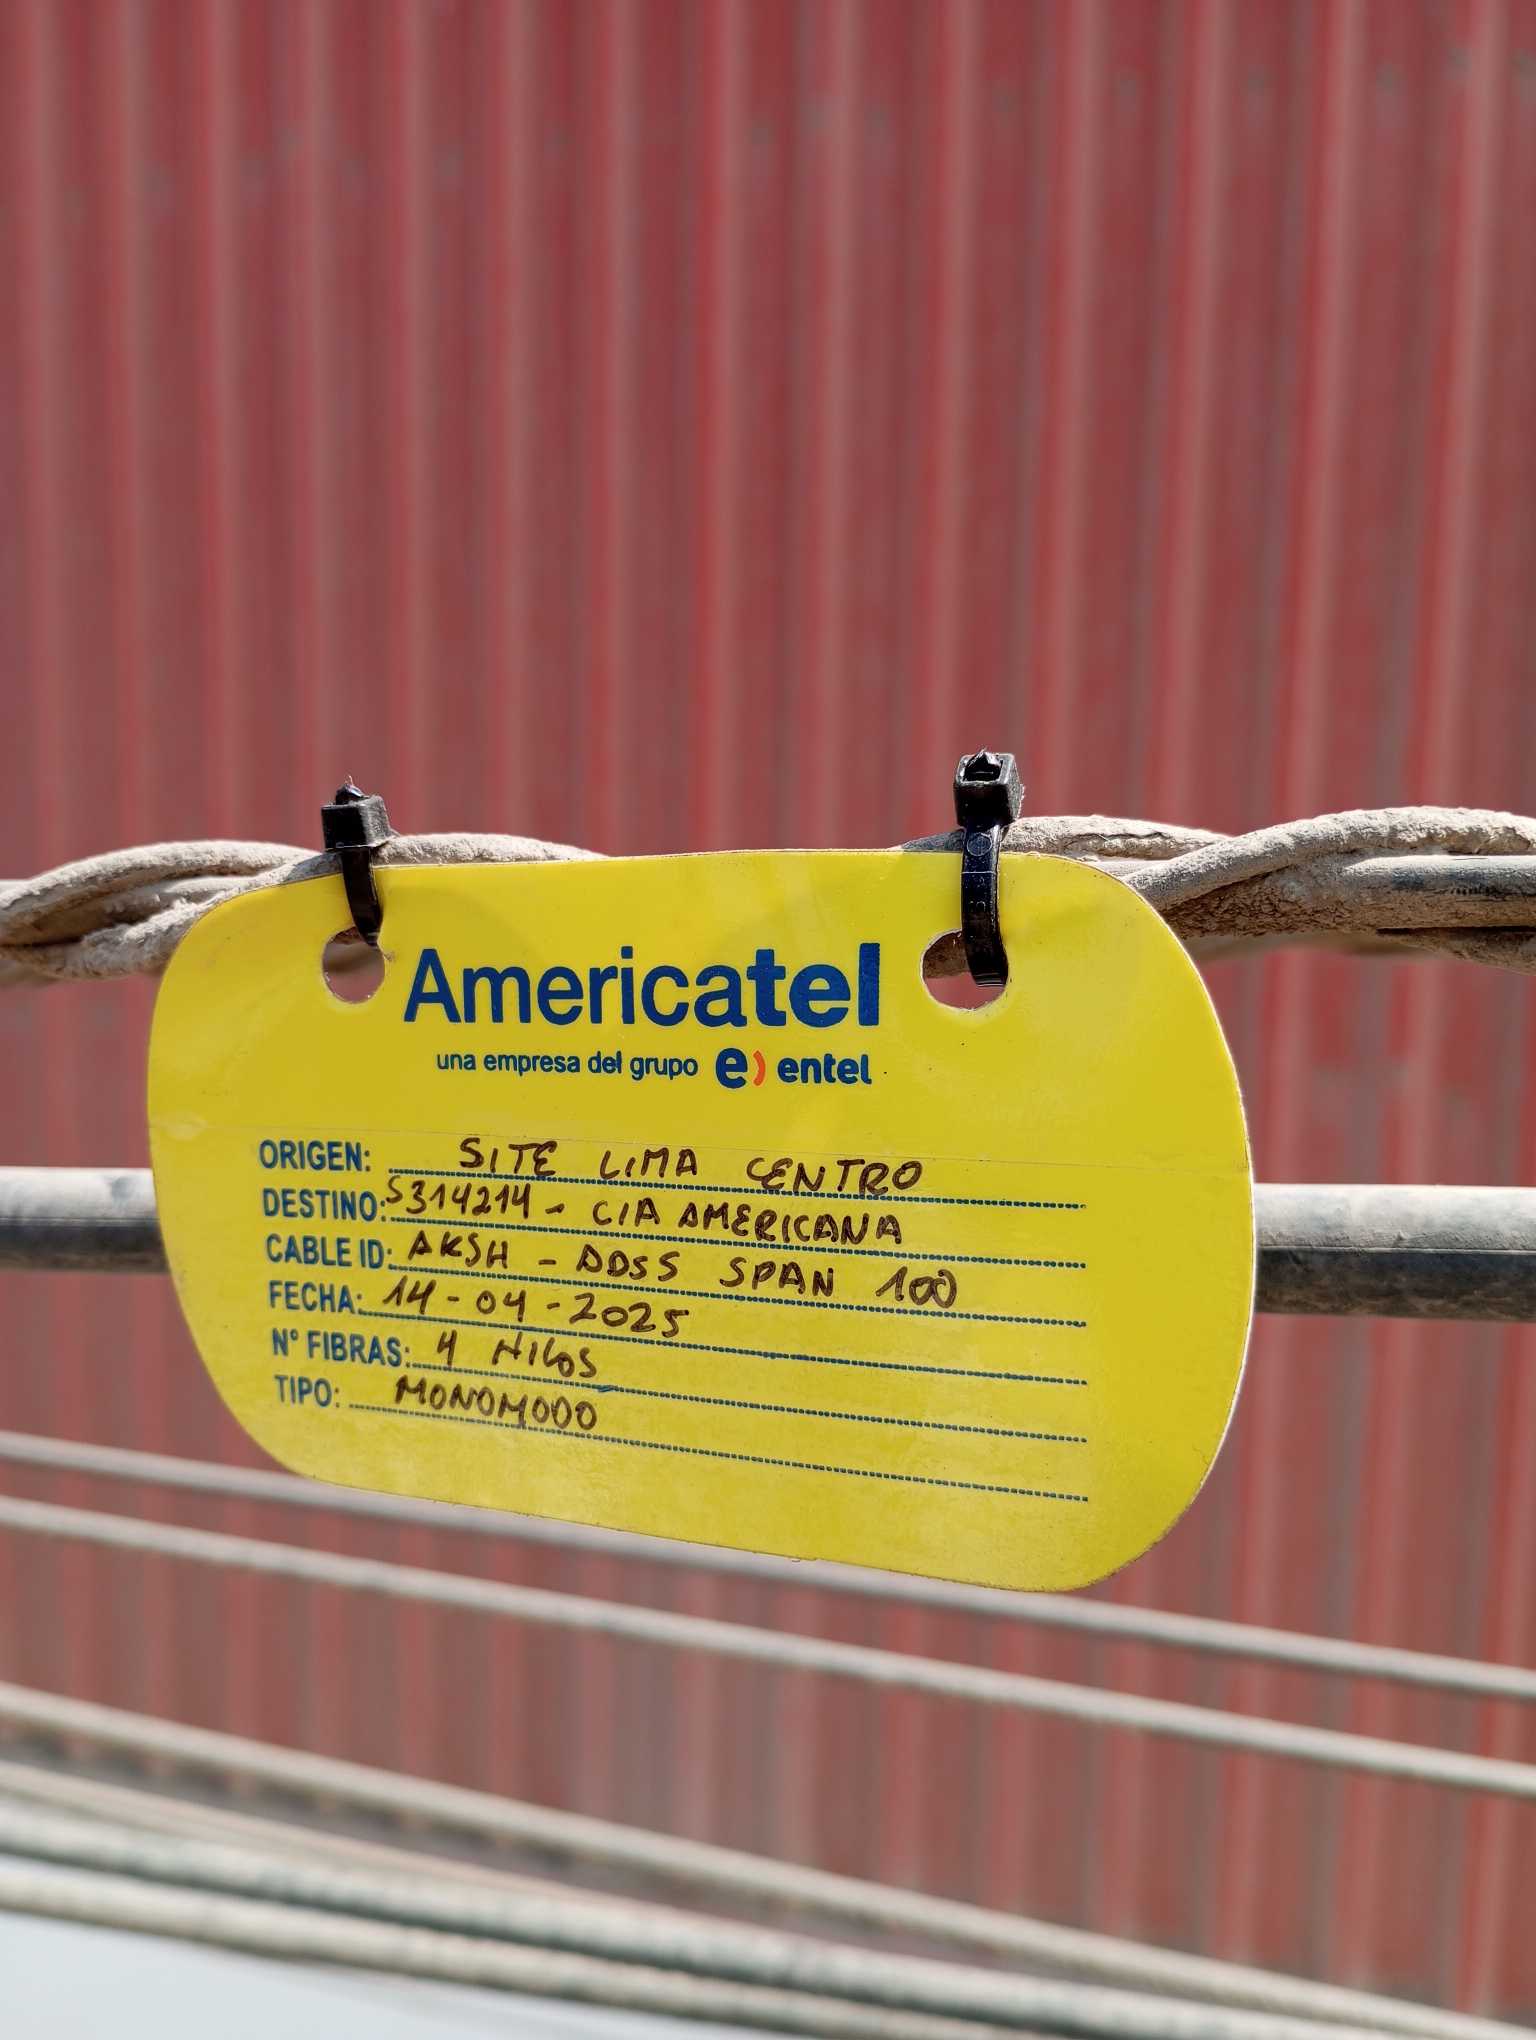 Americatel
una empresa del grupo e) entel
ORIGEN: SITE LIMA CENTRO
DESTINO: S314214 - CIA AMERICANA
CABLE ID: AKSH - ADSS SPAN 100
FECHA: 14-04-2025
N° FIBRAS: 4 HILOS
TIPO: MONOMODO